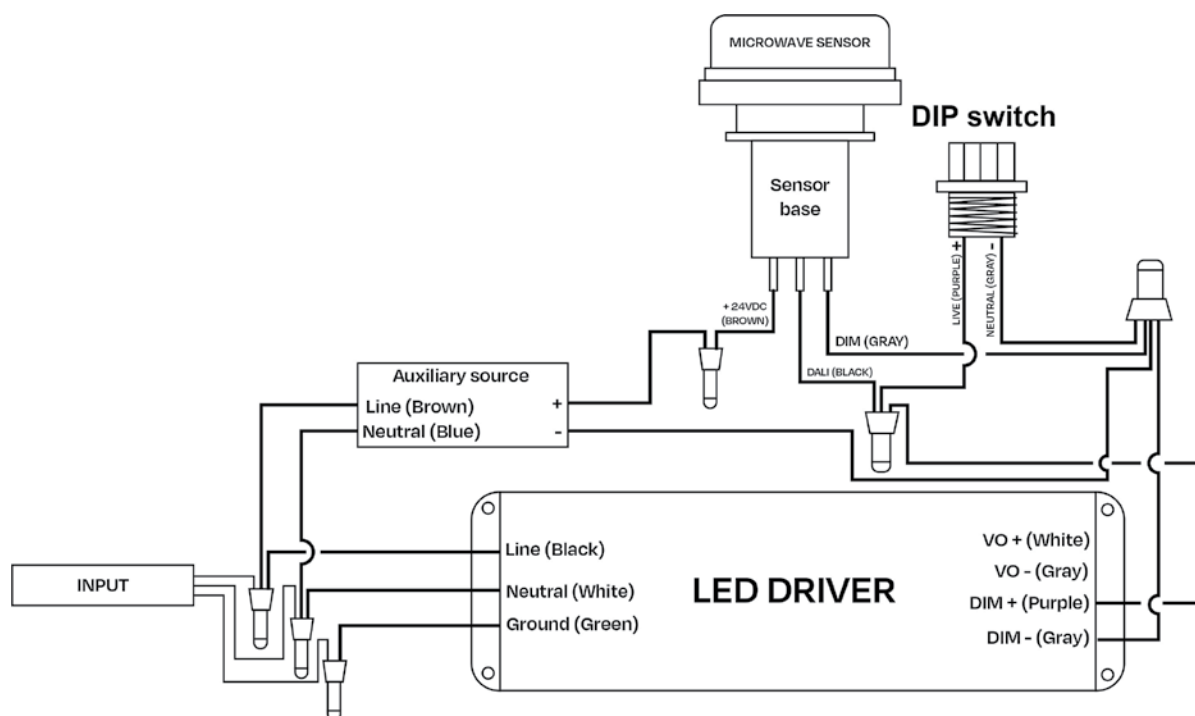 MICROWAVE SENSOR
DIP switch
Sensor
base
LIVE (PURPLE) +
NEUTRAL (GRAY) -
+ 24VDC
(BROWN)
DIM (GRAY)
DALI (BLACK)
Auxiliary source
Line (Brown) +
Neutral (Blue) -
INPUT
Line (Black)
Neutral (White)
Ground (Green)
LED DRIVER
VO + (White)
VO - (Gray)
DIM + (Purple)
DIM - (Gray)